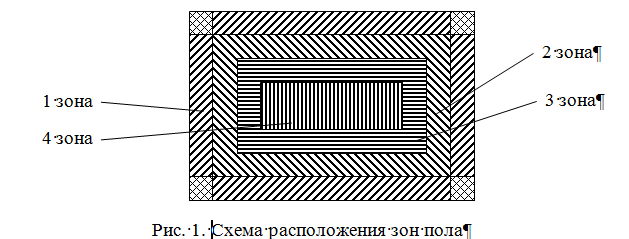 2 зона¶
1 зона
3 зона¶
4 зона
Рис. 1. Схема расположения зон пола¶